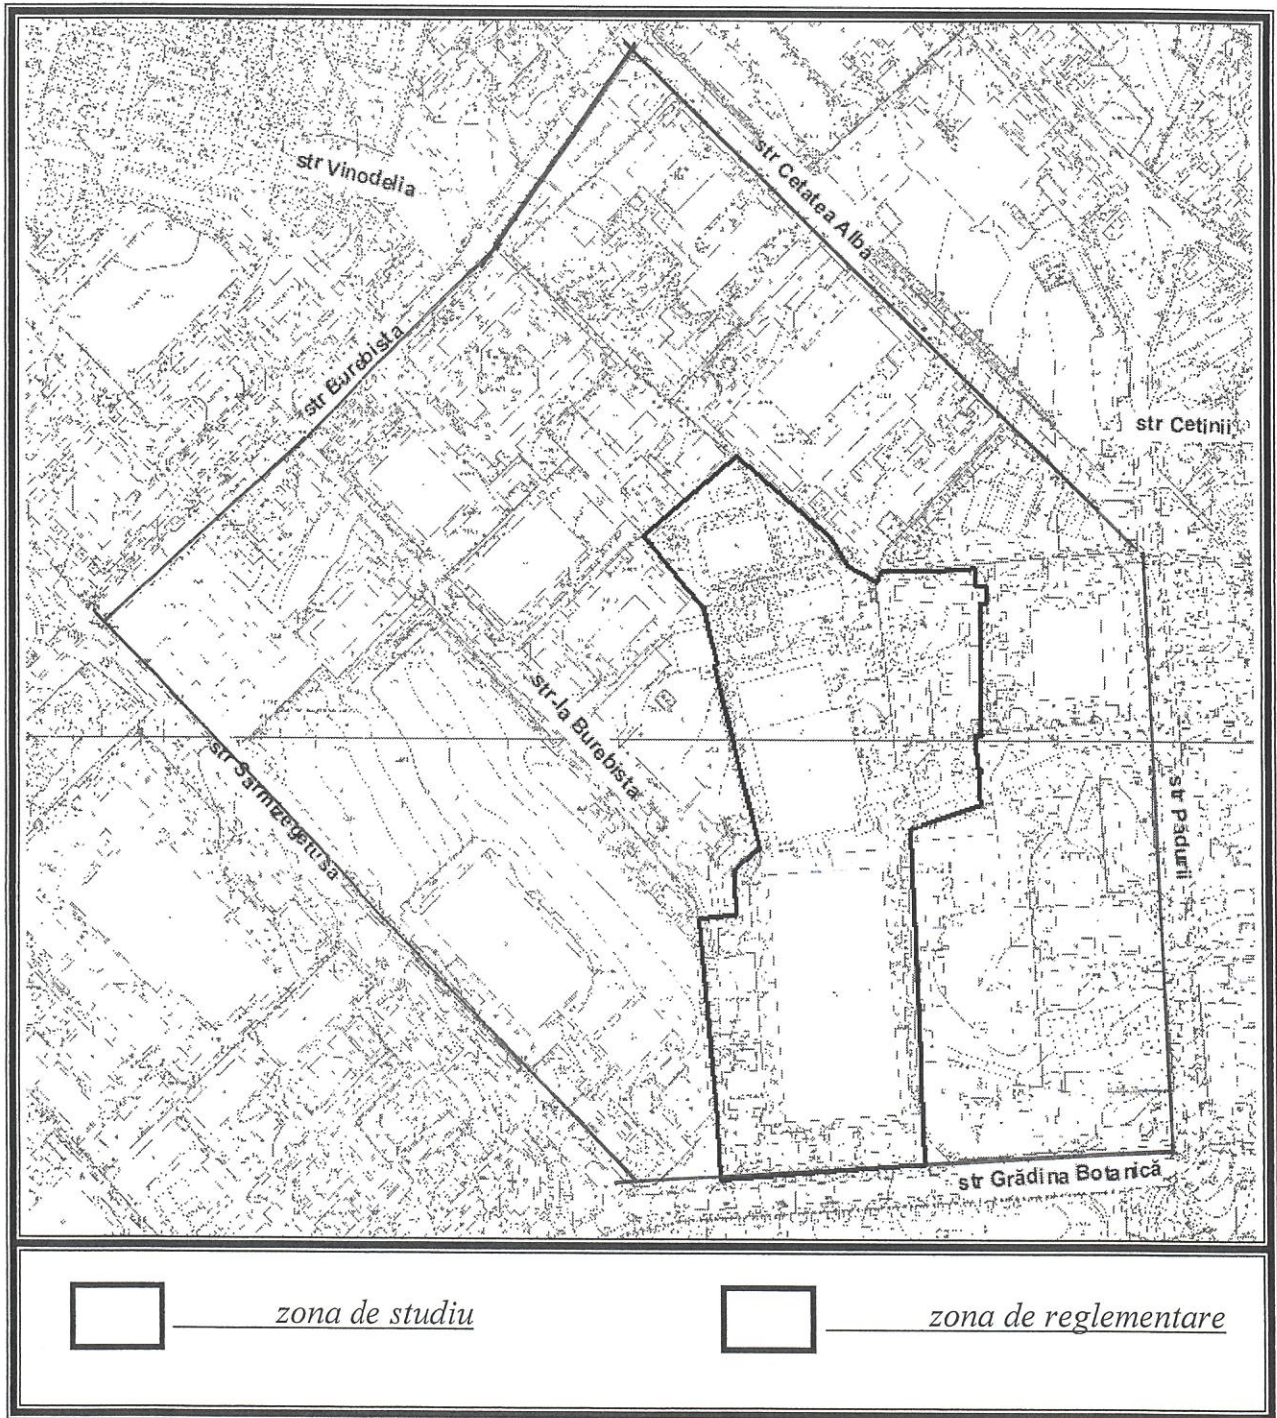 str Vinodelia
str Cetatea Albă
str Burebista
str Cetinii
str-la Burebista
str Sarmizegetusa
str Pădurii
str Grădina Botanică
zona de studiu
zona de reglementare